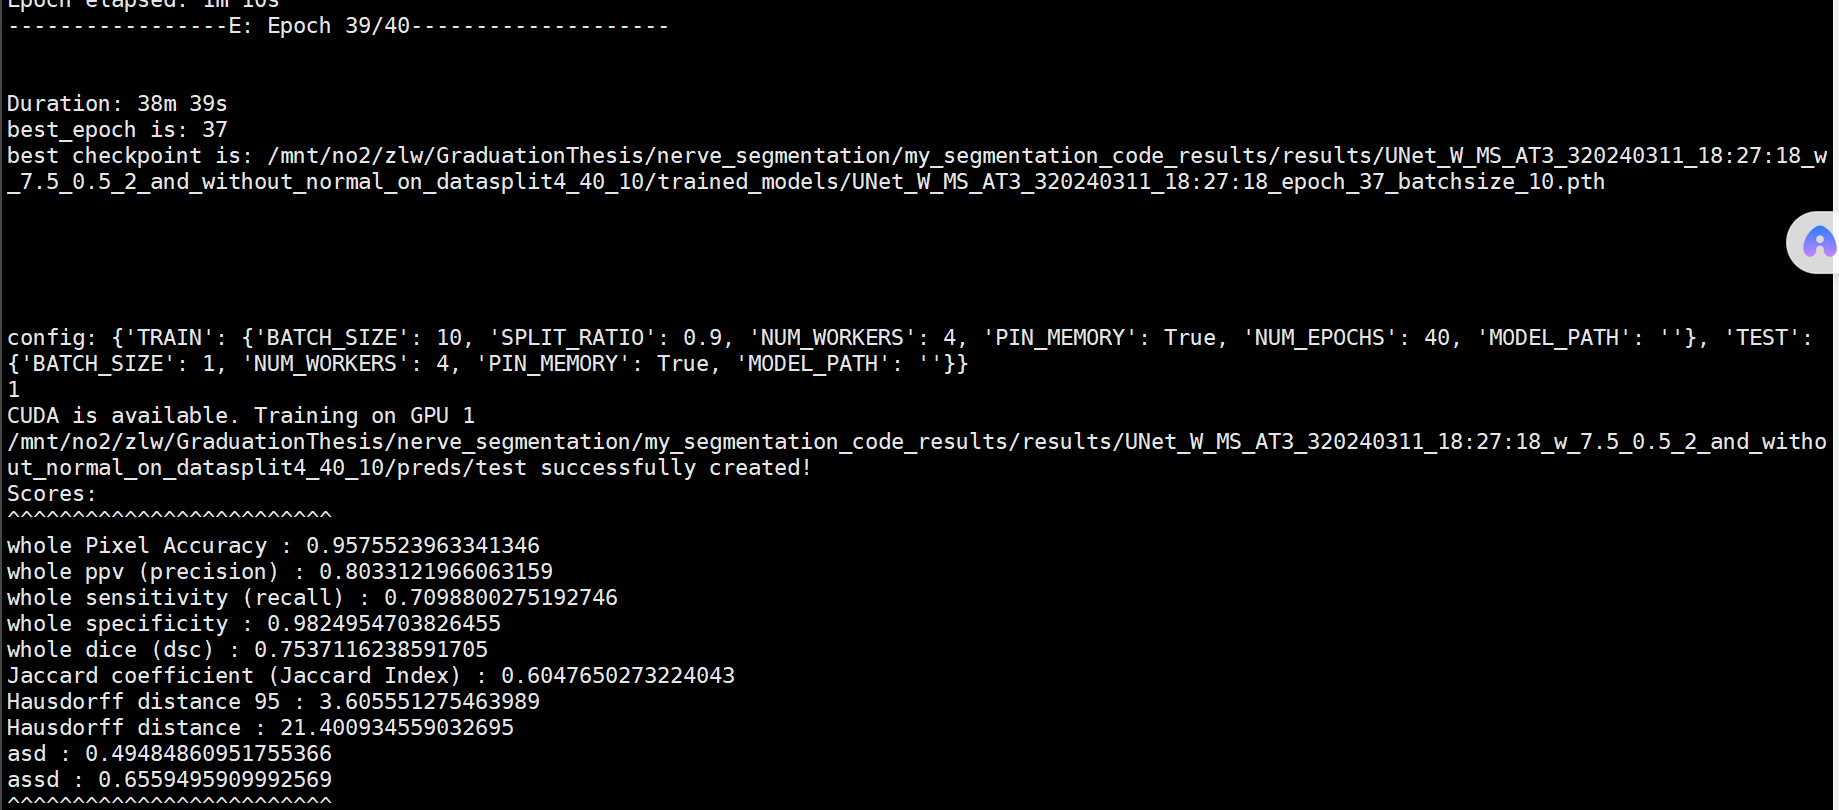 Epoch elapsed: 1m 10s
-----------------E: Epoch 39/40--------------------
Duration: 38m 39s
best_epoch is: 37
best checkpoint is: /mnt/no2/zlw/GraduationThesis/nerve_segmentation/my_segmentation_code_results/results/UNet_W_MS_AT3_320240311_18:27:18_w
_7.5_0.5_2_and_without_normal_on_datasplit4_40_10/trained_models/UNet_W_MS_AT3_320240311_18:27:18_epoch_37_batchsize_10.pth
config: {'TRAIN': {'BATCH_SIZE': 10, 'SPLIT_RATIO': 0.9, 'NUM_WORKERS': 4, 'PIN_MEMORY': True, 'NUM_EPOCHS': 40, 'MODEL_PATH': ''}, 'TEST':
{'BATCH_SIZE': 1, 'NUM_WORKERS': 4, 'PIN_MEMORY': True, 'MODEL_PATH': ''}}
1
CUDA is available. Training on GPU 1
/mnt/no2/zlw/GraduationThesis/nerve_segmentation/my_segmentation_code_results/results/UNet_W_MS_AT3_320240311_18:27:18_w_7.5_0.5_2_and_witho
ut_normal_on_datasplit4_40_10/preds/test successfully created!
Scores:
^^^^^^^^^^^^^^^^^^^^^^^^^
whole Pixel Accuracy : 0.9575523963341346
whole ppv (precision) : 0.8033121966063159
whole sensitivity (recall) : 0.7098800275192746
whole specificity : 0.9824954703826455
whole dice (dsc) : 0.7537116238591705
Jaccard coefficient (Jaccard Index) : 0.6047650273224043
Hausdorff distance 95 : 3.605551275463989
Hausdorff distance : 21.400934559032695
asd : 0.49484860951755366
assd : 0.6559495909992569
^^^^^^^^^^^^^^^^^^^^^^^^^